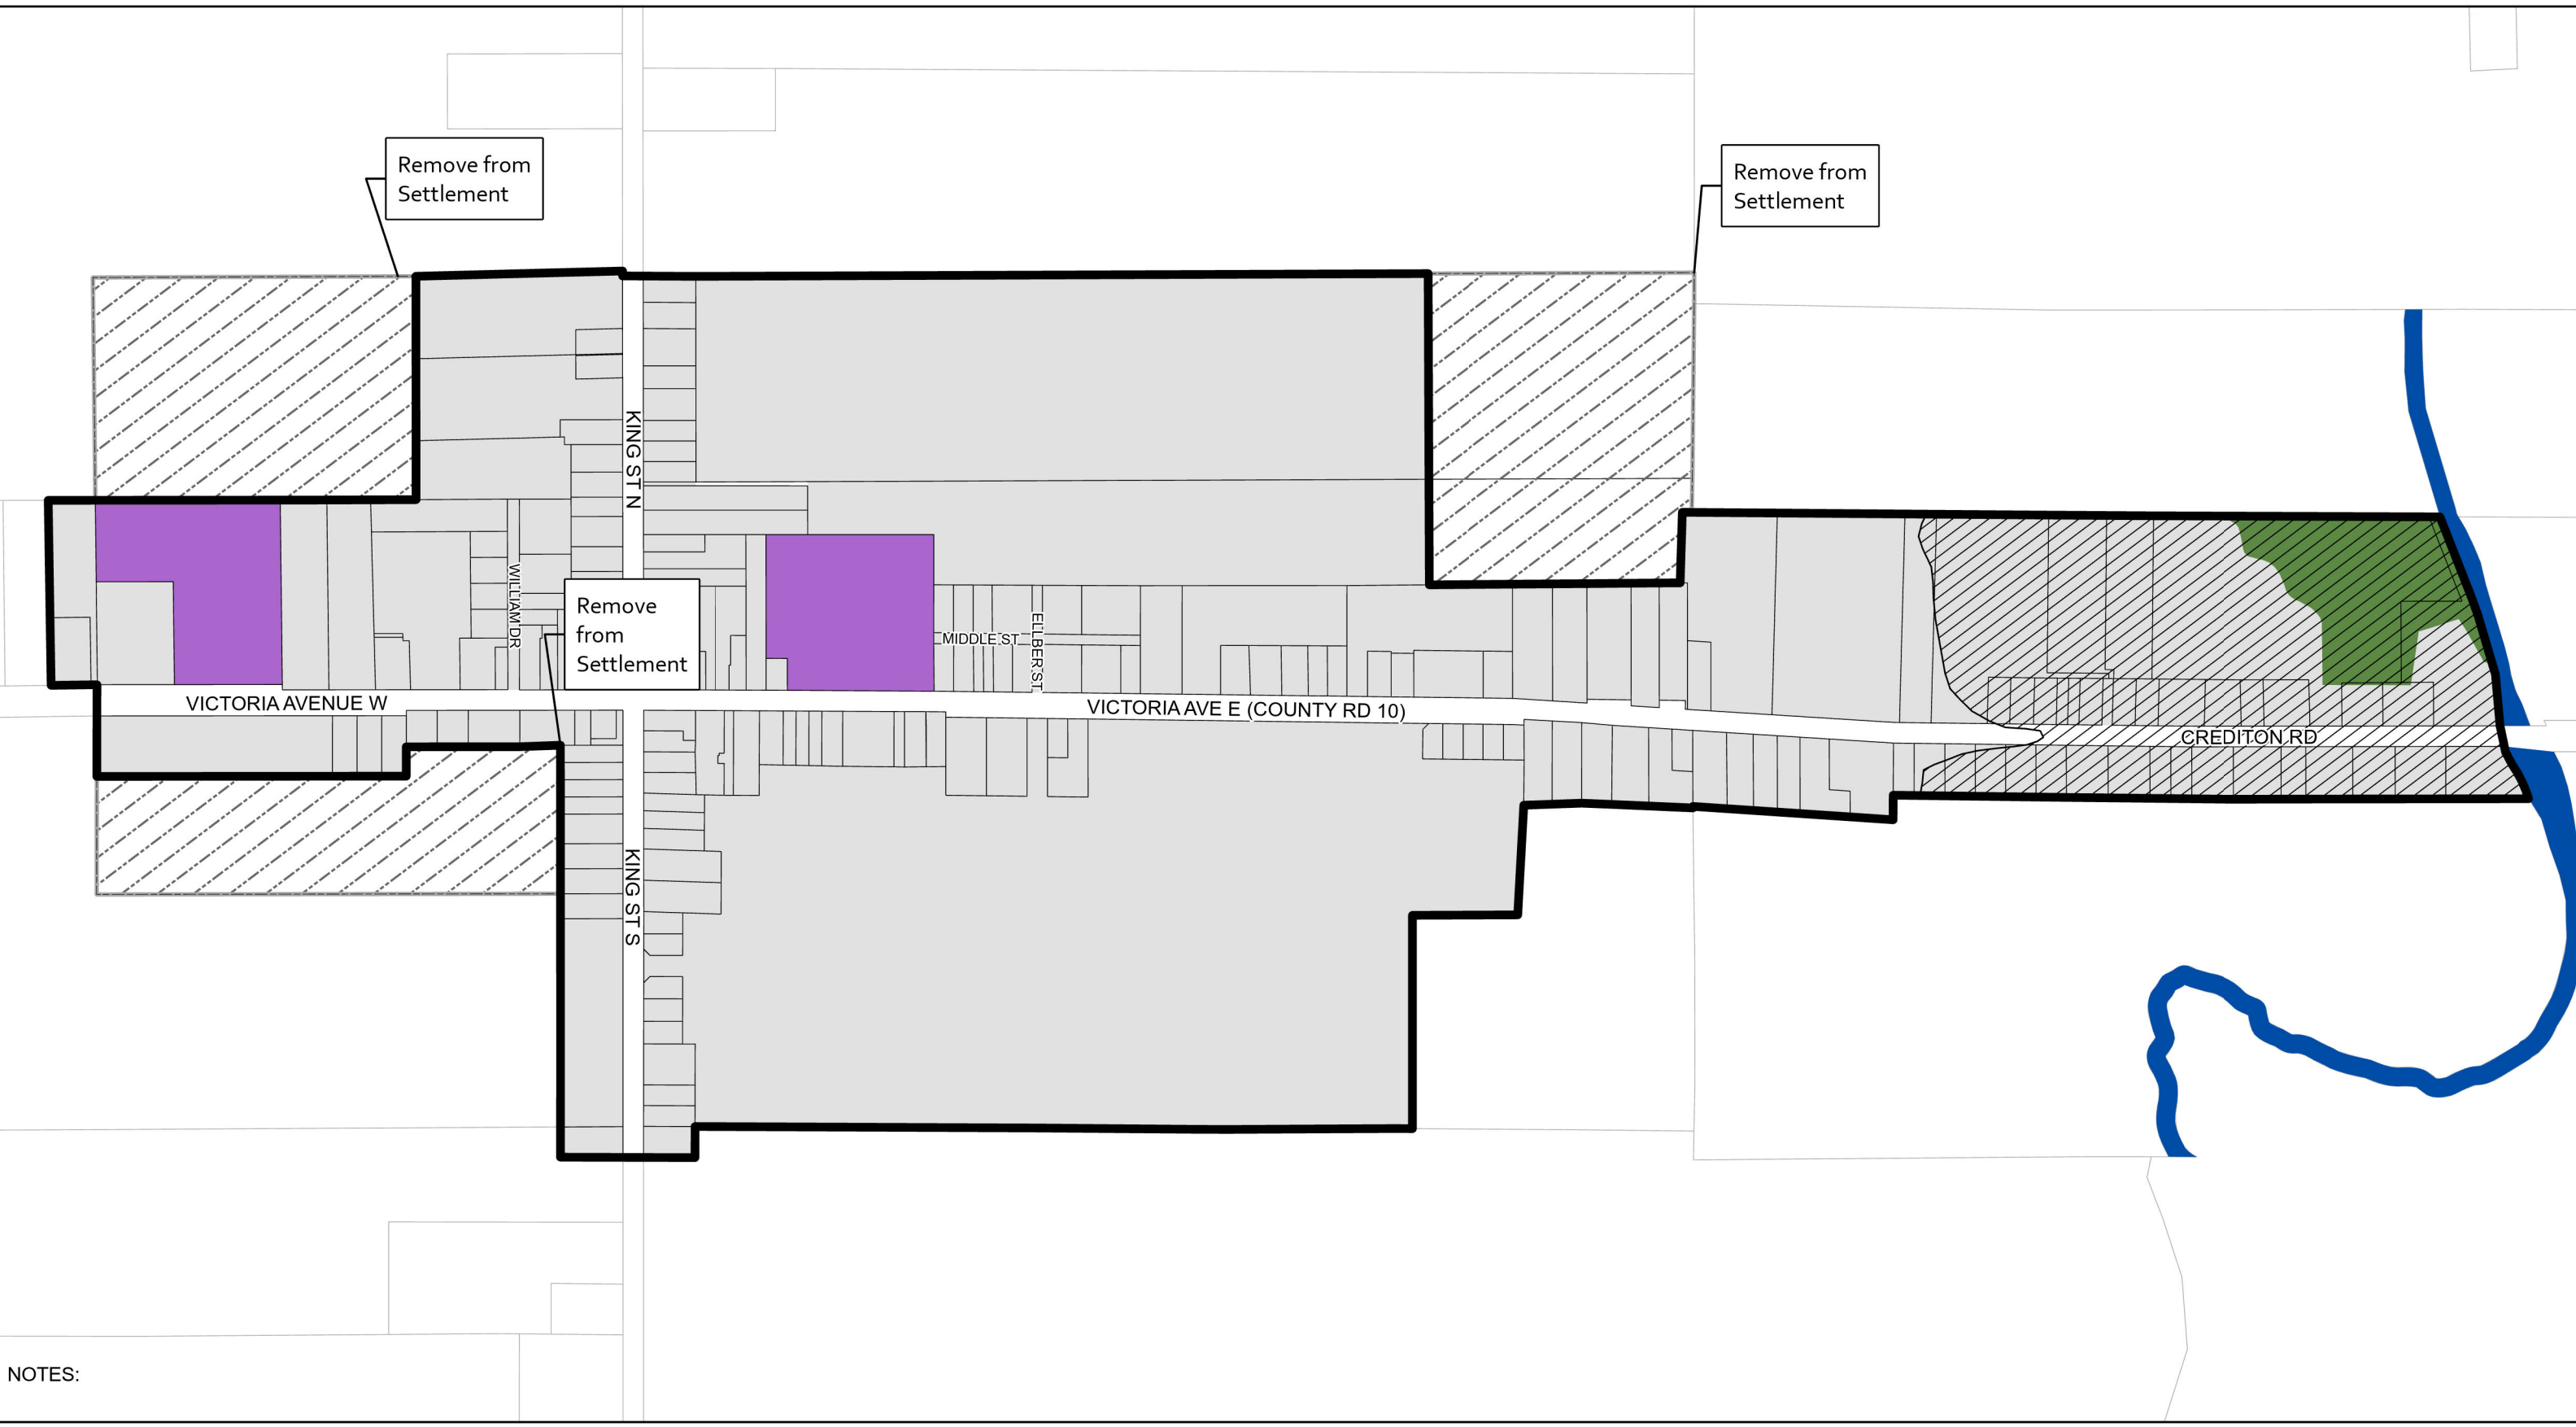 Remove from
Settlement
Remove from
Settlement
KING ST N
WILLIAM DR
Remove
from
Settlement
MIDDLE ST
ELLBER ST
VICTORIA AVENUE W
VICTORIA AVE E (COUNTY RD 10)
CREDITON RD
KING ST S
NOTES: